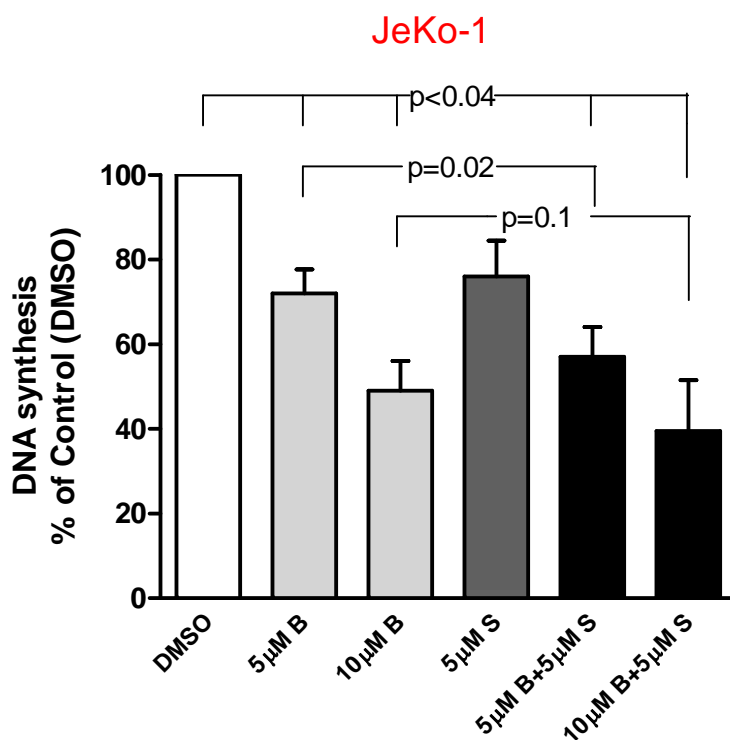 JeKo-1
p<0.04
p=0.02
p=0.1
DNA synthesis
% of Control (DMSO)
100
80
60
40
20
0
DMSO
5µM B
10µM B
5µM S
5µM B+5µM S
10µM B+5µM S